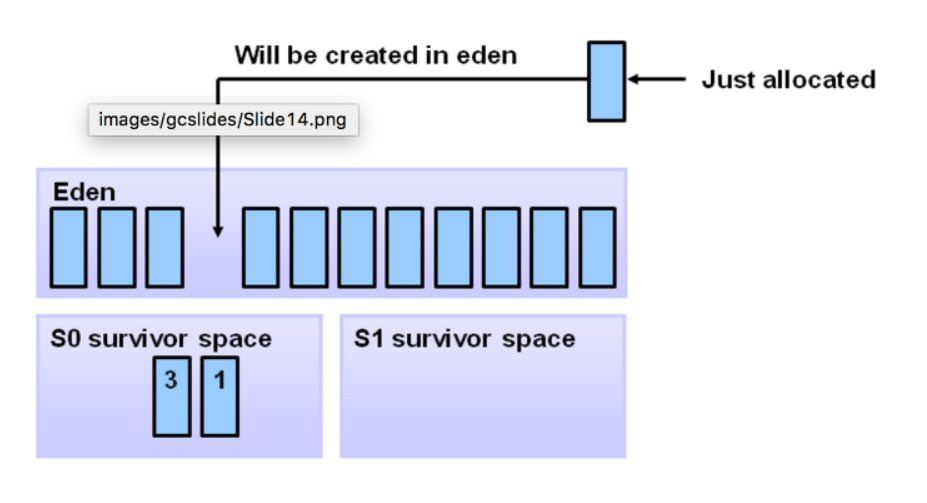 Will be created in eden
Just allocated
images/gcslides/Slide14.png
Eden
S0 survivor space
S1 survivor space
3 1